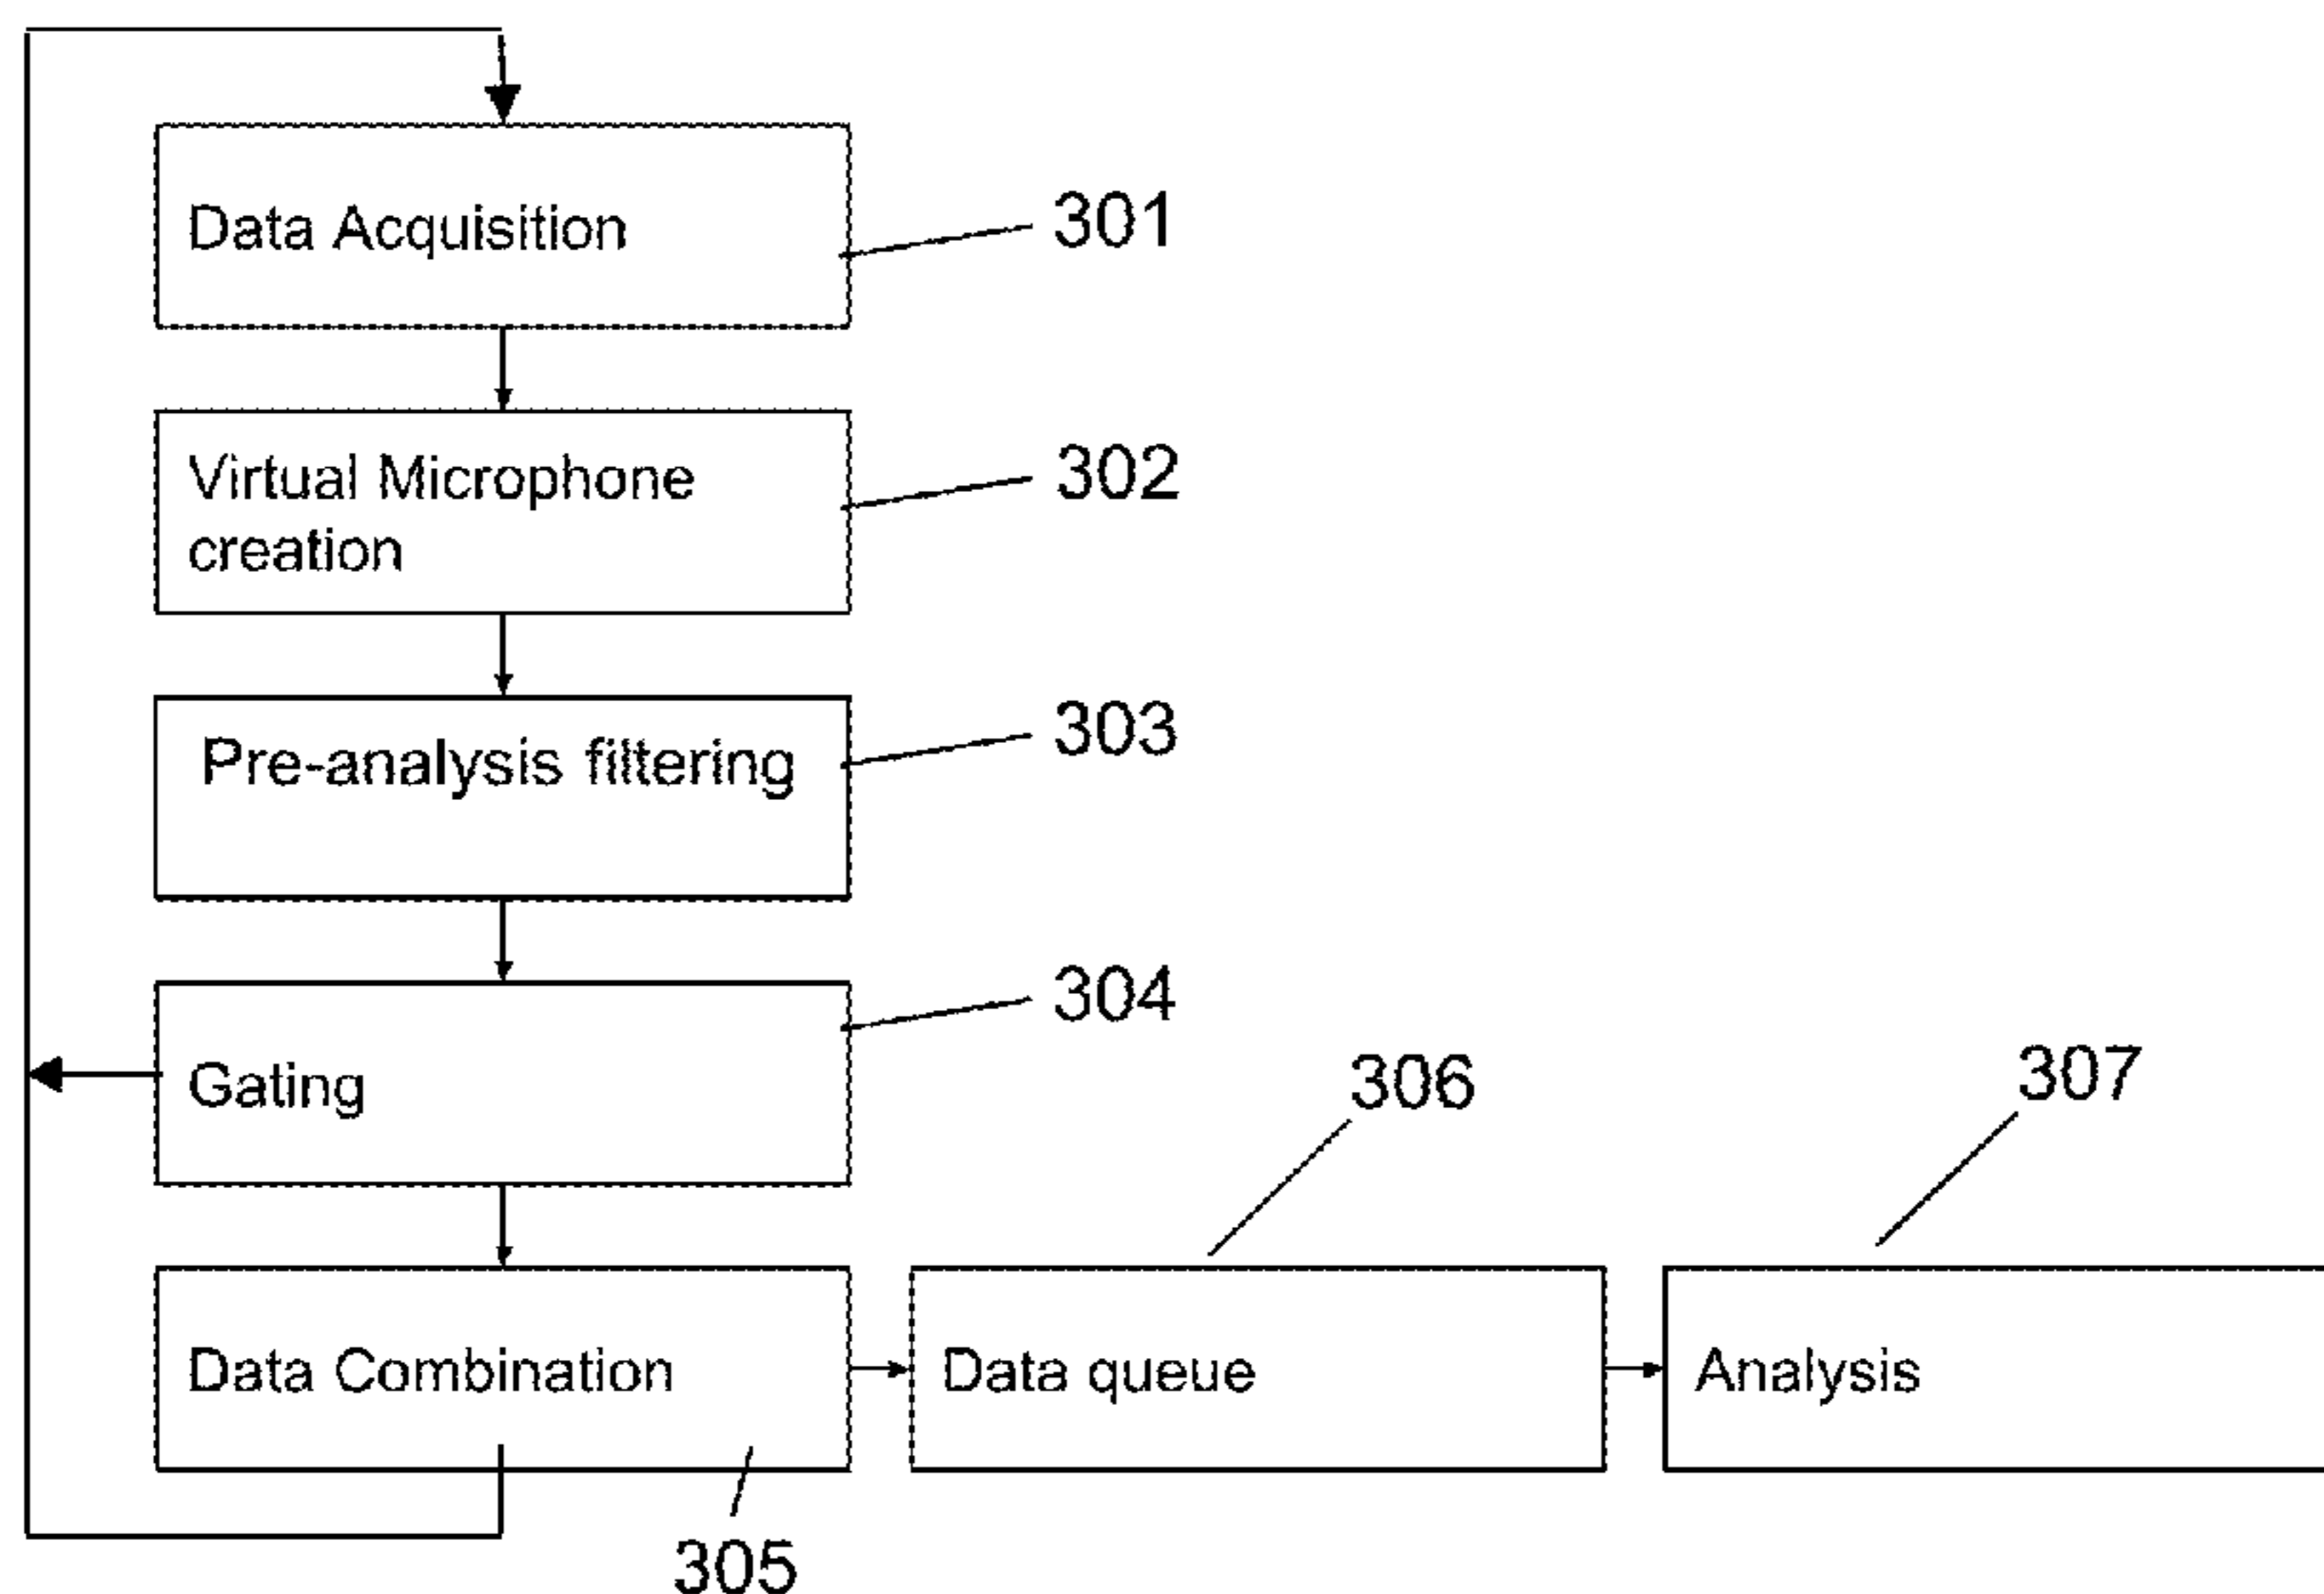 Data Acquisition
301
Virtual Microphone
creation
302
Pre-analysis filtering
303
Gating
304
Data Combination
305
Data queue
306
Analysis
307